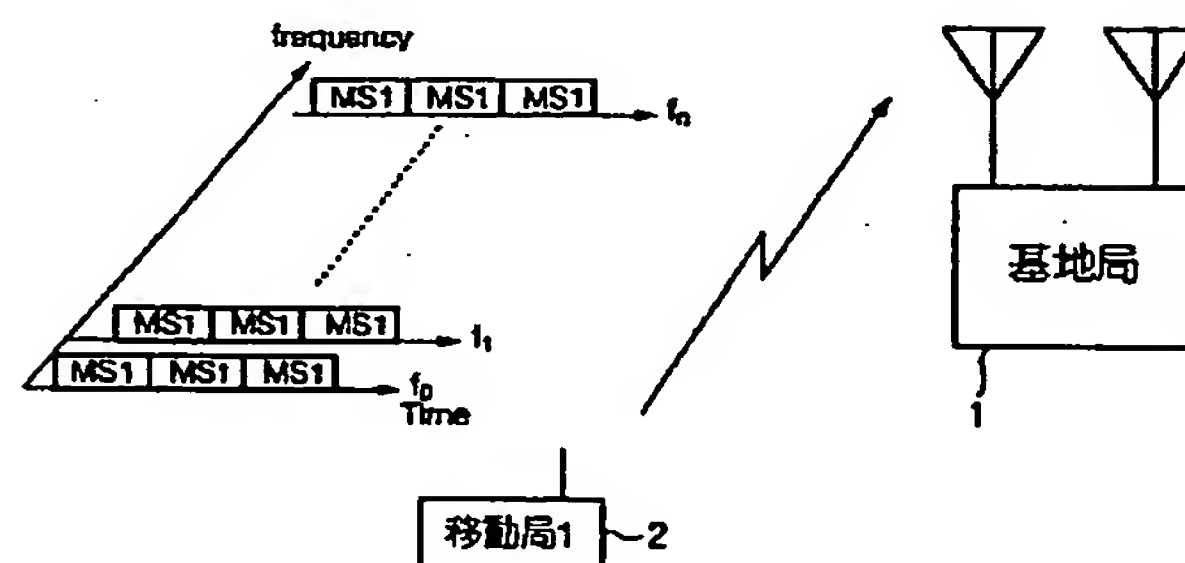 frequency
MS1 MS1 MS1 fn
基地局
MS1 MS1 MS1 f1
MS1 MS1 MS1 f0
Time
1
移動局1 2